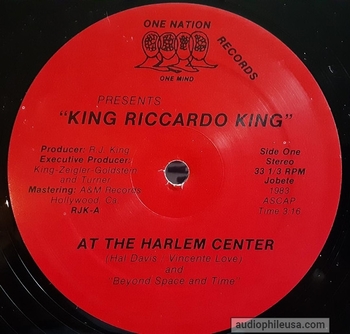 ONE NATION
RECORDS
ONE MIND
PRESENTS
"KING RICCARDO KING"
Producer: R.J. King
Executive Producer:
King-Zeigler-Goldstein
and Turrier
Mastering: A&M Records
Hollywood, Ca.
RJK-A
Side One
Stereo
33 1/3 RPM
Jobete
1983
ASCAP
Time 3:16
AT THE HARLEM CENTER
(Hal Davis - Vincente Love)
and
"Beyond Space and Time"
audiophileusa.com